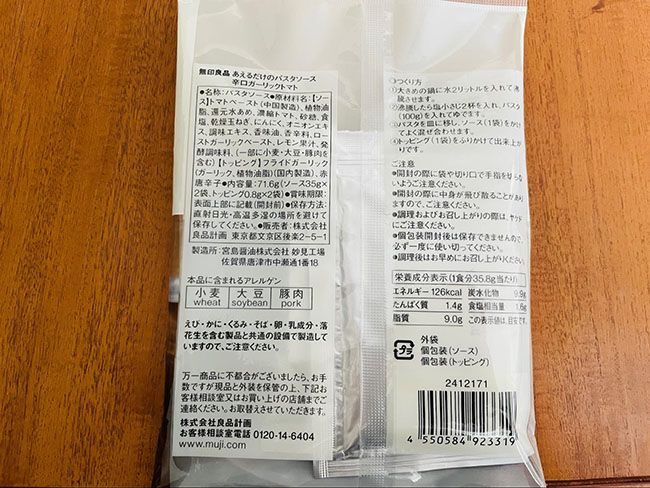 無印良品 あえるだけのパスタソース
辛口ガーリックトマト
●名称:パスタソース●原材料名:【ソー
ス】トマトペースト(中国製造)、植物油
脂、還元水あめ、濃縮トマト、砂糖、食
塩、乾燥玉ねぎ、にんにく、オニオンエキ
ス、調味エキス、香味油、香辛料、ロー
ストガーリックペースト、レモン果汁、発
酵調味料、(一部に小麦・大豆・豚肉を
含む)【トッピング】フライドガーリック
(ガーリック、植物油脂)(国内製造)、赤
唐辛子●内容量:71.6g(ソース35g×
2袋、トッピング0.8g×2袋)●賞味期限:
表面上部に記載(開封前)●保存方法:
直射日光・高温多湿の場所を避けて
保存してください。●販売者:株式会社
良品計画 東京都文京区後楽2-5-1
製造所:宮島醤油株式会社 妙見工場
佐賀県唐津市中瀬通1番18
本品に含まれるアレルゲン
小麦 大豆 豚肉
wheat soybean pork
えび・かに・くるみ・そば・卵・乳成分・落
花生を含む製品と共通の設備で製造して
いますので、ご注意ください。
万一商品に不都合がございましたら、お手
数ですが現品と外装を保管の上、下記お
客様相談室又はお買い上げの店舗までご
連絡ください。お取替えさせていただきます。
株式会社良品計画
お客様相談室電話 0120-14-6404
www.muji.com
○つくり方
①大きめの鍋に水2リットルを入れて沸
騰させます。
②沸騰したら塩小さじ2杯を入れ、パスタ
(100g)を入れてゆでます。
③パスタを皿に移し、ソース(1袋)をかけ
てよく混ぜ合わせます。
④トッピング(1袋)をふりかけて出来上が
りです。
ご注意
●開封の際に袋や切り口で手指を切らな
いようご注意ください。
●開封の際に中身が飛び散ることがあり
ますので、ご注意ください。
●調理およびお召し上がりの際は、ヤケド
にご注意ください。
●個包装開封後は保存できませんので、
必ず一度に使い切ってください。
●調理後はお早めにお召し上がりください。
栄養成分表示(1食分35.8g当たり)
エネルギー 126kcal 炭水化物 9.9g
たんぱく質 1.4g 食塩相当量 1.6g
脂質 9.0g この表示値は、目安です。
プラ
外袋
個包装(ソース)
個包装(トッピング)
2412171
4 550584 923319